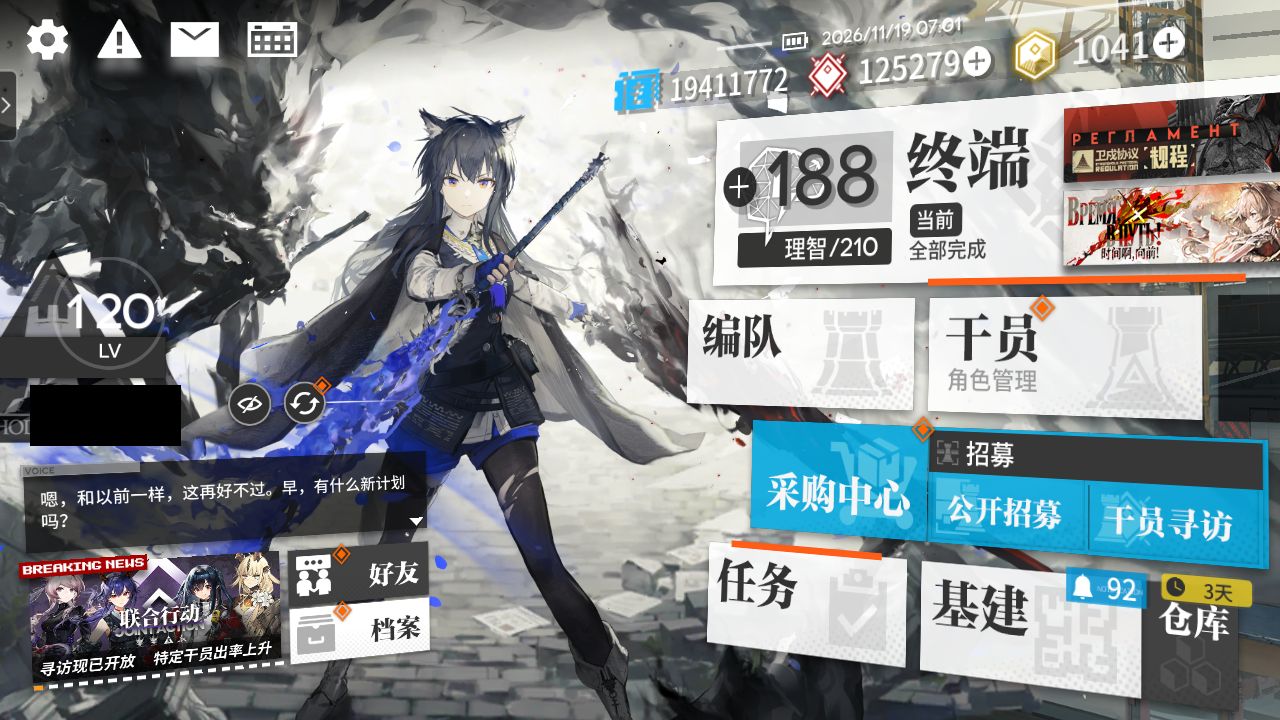 2026/11/19 07:01
19411772
125279
1041
188
理智/210
终端
当前
全部完成
РЕГЛАМЕНТ
卫戍协议
规程
REGULATION
时间啊,向前!
120
LV
编队
干员
角色管理
采购中心
招募
公开招募
干员寻访
VOICE
嗯，和以前一样，这再好不过。早，有什么新计划
吗？
BREAKING NEWS
联合行动
寻访现已开放 特定干员出率上升
好友
档案
任务
基建
92
3天
仓库